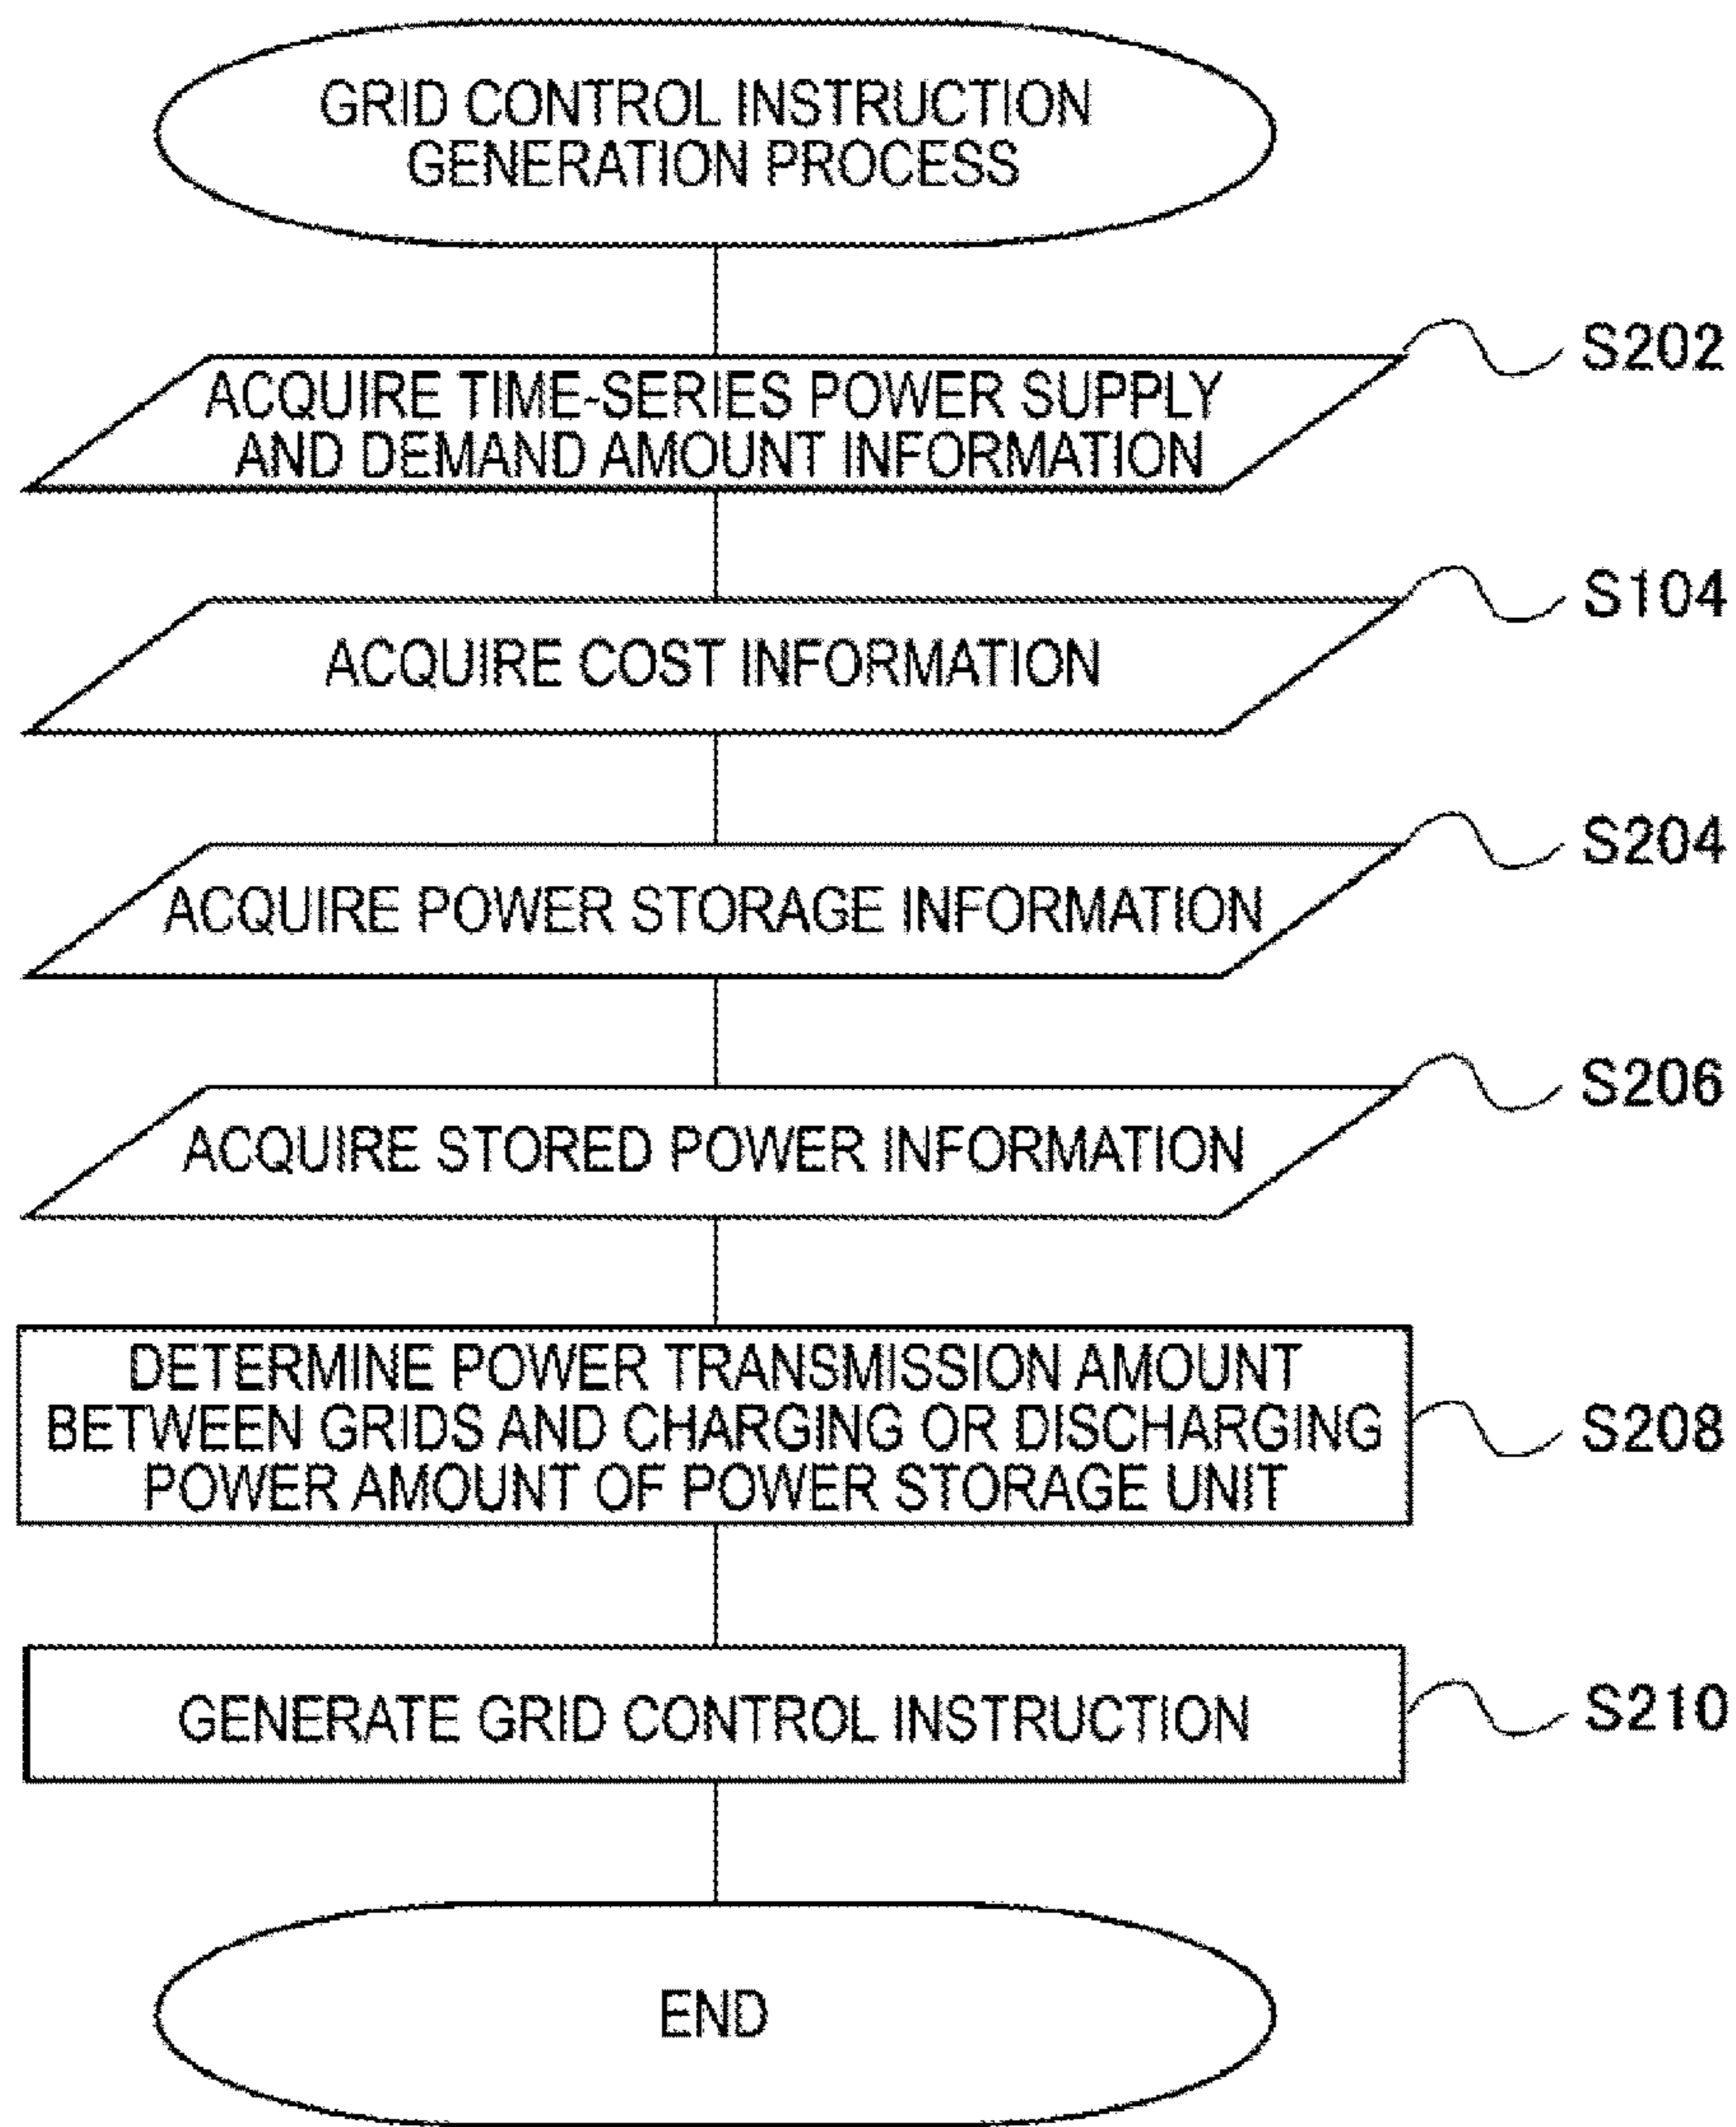 GRID CONTROL INSTRUCTION
GENERATION PROCESS
S202
ACQUIRE TIME-SERIES POWER SUPPLY
AND DEMAND AMOUNT INFORMATION
S104
ACQUIRE COST INFORMATION
S204
ACQUIRE POWER STORAGE INFORMATION
S206
ACQUIRE STORED POWER INFORMATION
DETERMINE POWER TRANSMISSION AMOUNT
BETWEEN GRIDS AND CHARGING OR DISCHARGING
POWER AMOUNT OF POWER STORAGE UNIT
S208
GENERATE GRID CONTROL INSTRUCTION
S210
END